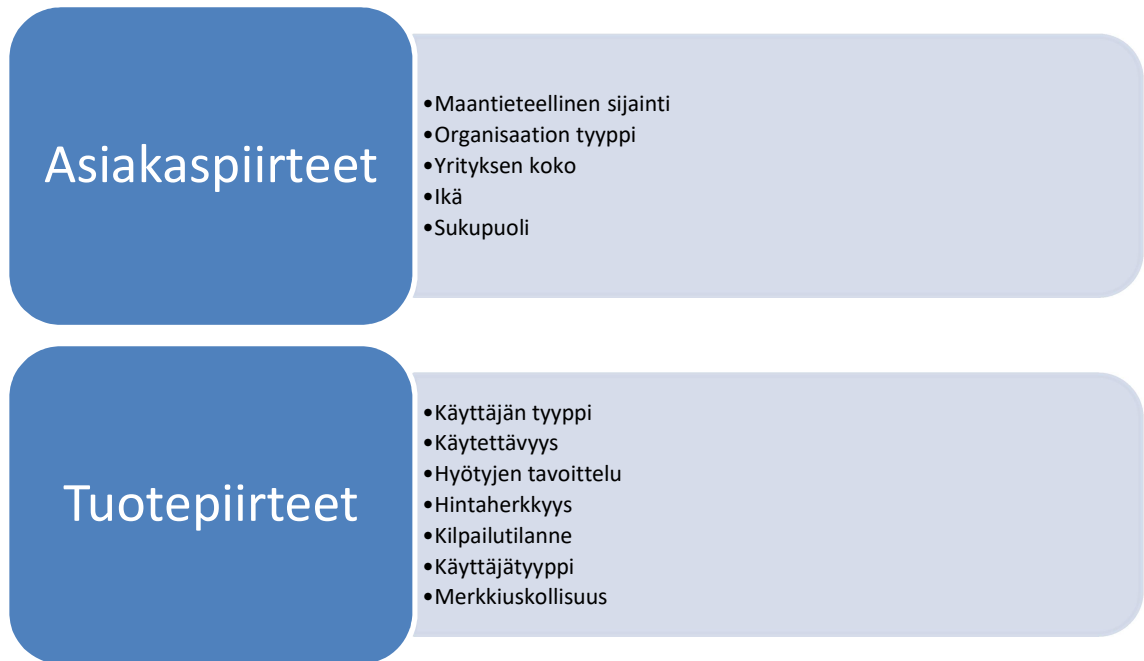 Asiakaspiirteet
•Maantieteellinen sijainti
•Organisaation tyyppi
•Yrityksen koko
•Ikä
•Sukupuoli
Tuotepiirteet
•Käyttäjän tyyppi
•Käytettävyys
•Hyötyjen tavoittelu
•Hintaherkkyys
•Kilpailutilanne
•Käyttäjätyyppi
•Merkkiuskollisuus